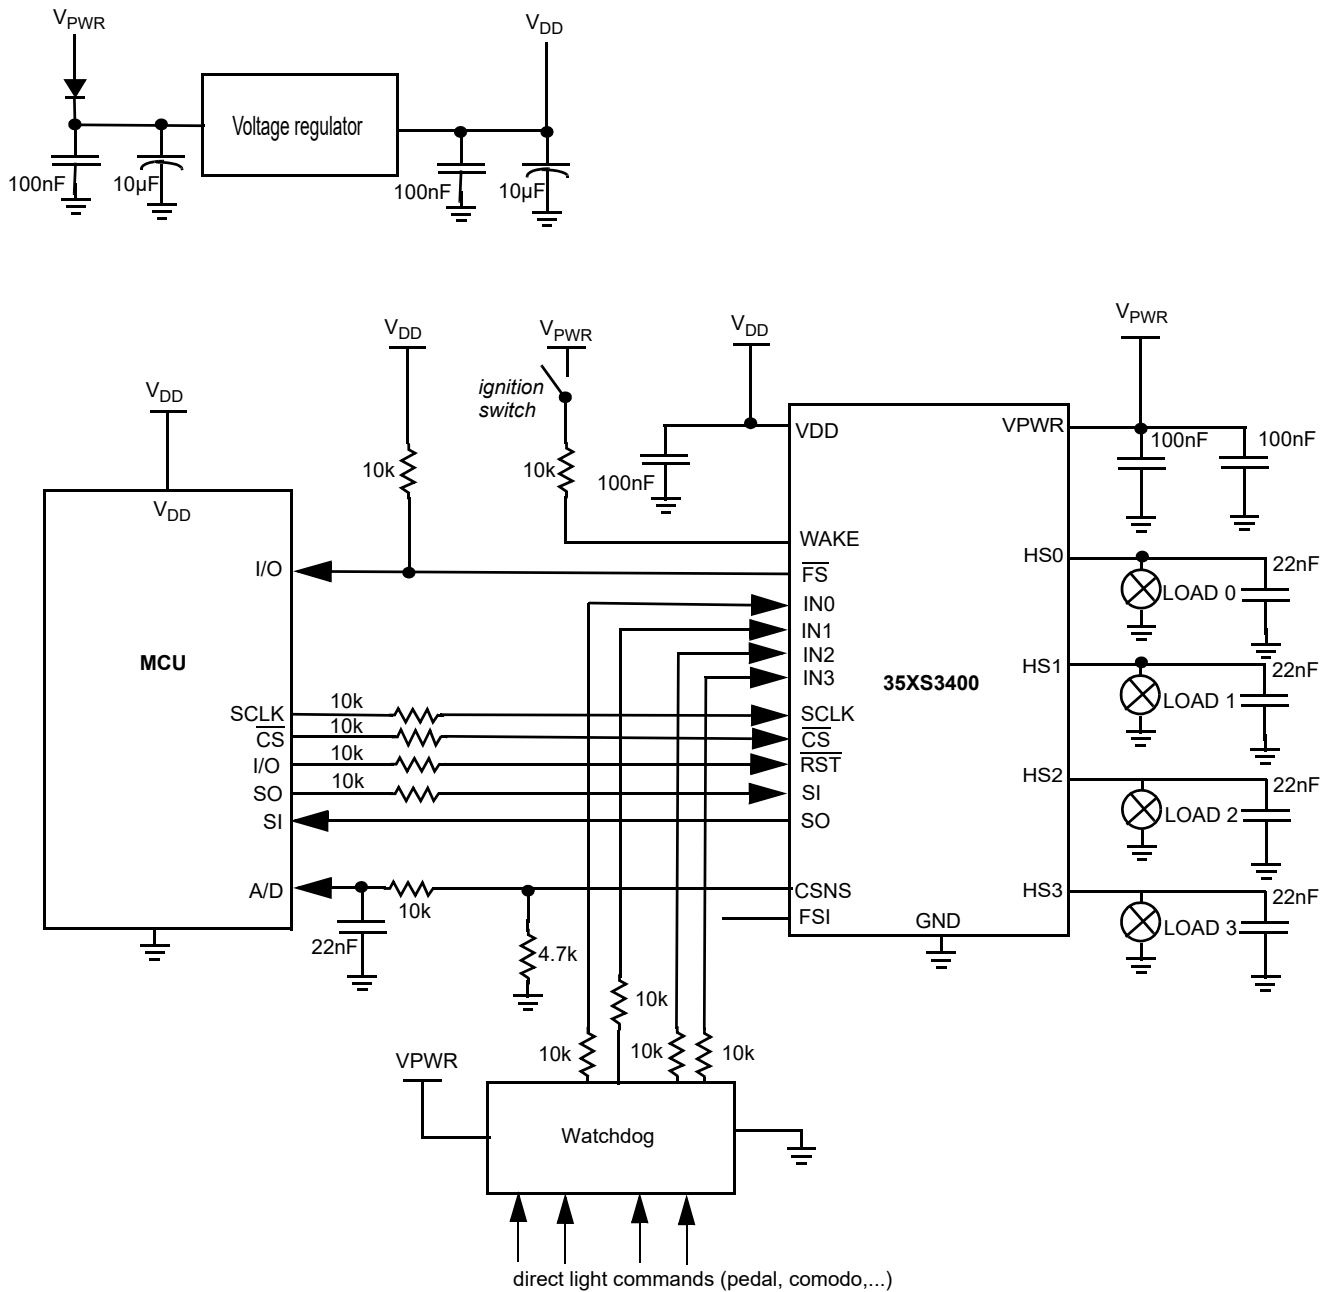 VPWR
VDD
Voltage regulator
100nF
10µF
100nF
10µF
VDD
VPWR
VDD
VPWR
ignition
switch
VDD
10k
10k
100nF
VDD
VPWR
100nF
100nF
VDD
WAKE
I/O
FS
HS0
22nF
LOAD 0
IN0
IN1
IN2
IN3
MCU
35XS3400
HS1
22nF
LOAD 1
SCLK
10k
SCLK
CS
10k
CS
I/O
10k
RST
SO
10k
SI
SI
SO
HS2
22nF
LOAD 2
A/D
10k
CSNS
FSI
GND
HS3
22nF
LOAD 3
22nF
4.7k
10k
10k
10k
10k
VPWR
Watchdog
direct light commands (pedal, comodo,...)